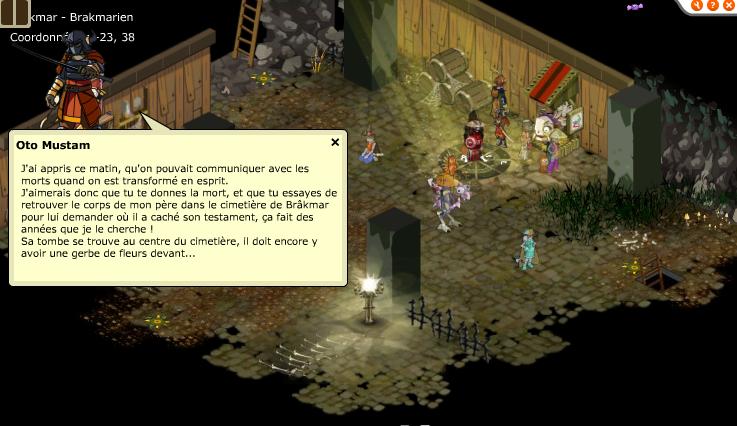 kmar - Brakmarien
Coordonné -23, 38
Oto Mustam
J'ai appris ce matin, qu'on pouvait communiquer avec les
morts quand on est transformé en esprit.
J'aimerais donc que tu te donnes la mort, et que tu essayes de
retrouver le corps de mon père dans le cimetière de Brâkmar
pour lui demander où il a caché son testament, ça fait des
années que je le cherche !
Sa tombe se trouve au centre du cimetière, il doit encore y
avoir une gerbe de fleurs devant...